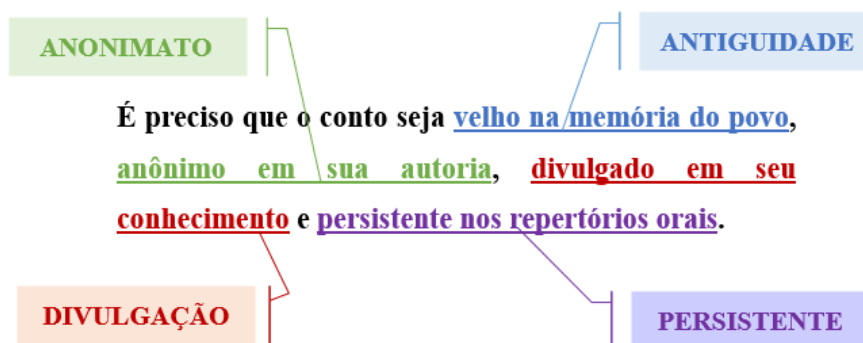 ANONIMATO
ANTIGUIDADE
É preciso que o conto seja velho na memória do povo,
anônimo em sua autoria, divulgado em seu
conhecimento e persistente nos repertórios orais.
DIVULGAÇÃO
PERSISTENTE